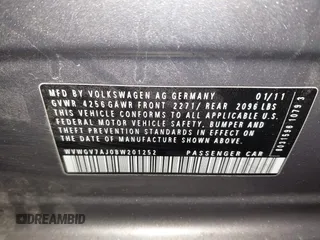 MFD BY VOLKSWAGEN AG GERMANY 01/11
GVWR 4256 GAWR FRONT 2271/ REAR 2096 LBS
THIS VEHICLE CONFORMS TO ALL APPLICABLE U.S.
FEDERAL MOTOR VEHICLE SAFETY, BUMPER AND
THEFT PREVENTION STANDARDS IN EFFECT ON THE
DATE OF MANUFACTURE SHOWN ABOVE
WVWGV7AJ0BW201252 PASSENGER CAR
DREAMBID